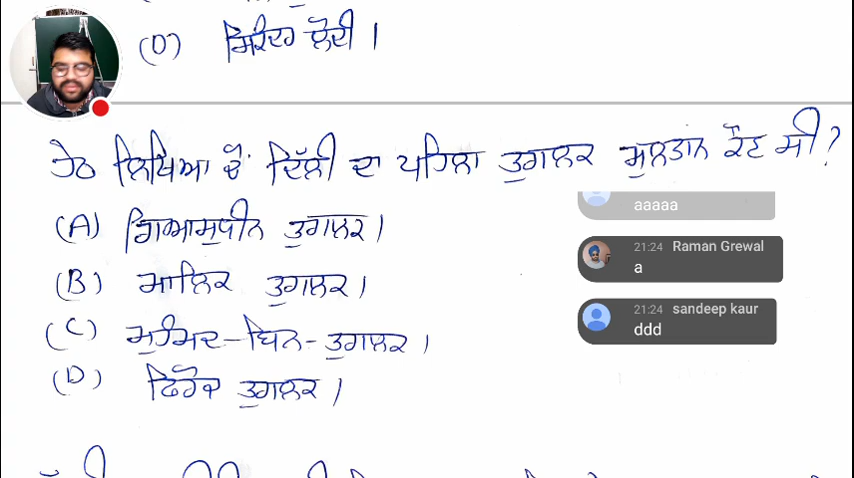 (D) ਸਿਕੰਦਰ ਲੋਦੀ ।
ਹੇਠ ਲਿਖਿਆ ਚੋਂ ਦਿੱਲੀ ਦਾ ਪਹਿਲਾ ਤੁਗਲਕ ਸੁਲਤਾਨ ਕੌਣ ਸੀ?
(A) ਗਿਆਸੁਦੀਨ ਤੁਗਲਕ ।
(B) ਮਾਲਿਕ ਤੁਗਲਕ ।
(C) ਮੁਹੰਮਦ-ਬਿਨ-ਤੁਗਲਕ ।
(D) ਫਿਰੋਜ ਤੁਗਲਕ ।
aaaaa
21:24 Raman Grewal
a
21:24 sandeep kaur
ddd